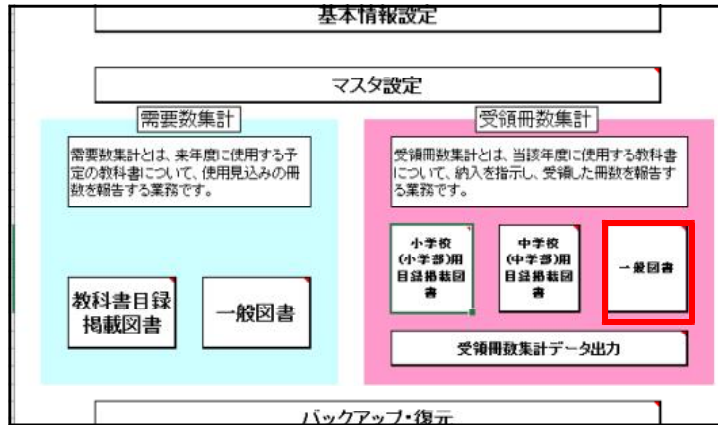 基本情報設定
マスタ設定
需要数集計
需要数集計とは、来年度に使用する予
定の教科書について、使用見込みの冊
数を報告する業務です。
教科書目録
掲載図書
一般図書
受領冊数集計
受領冊数集計とは、当該年度に使用する教科書
について、納入を指示し、受領した冊数を報告す
る業務です。
小学校
(小学部)用
目録掲載図
書
中学校
(中学部)用
目録掲載図
書
一般図書
受領冊数集計データ出力
バックアップ・復元